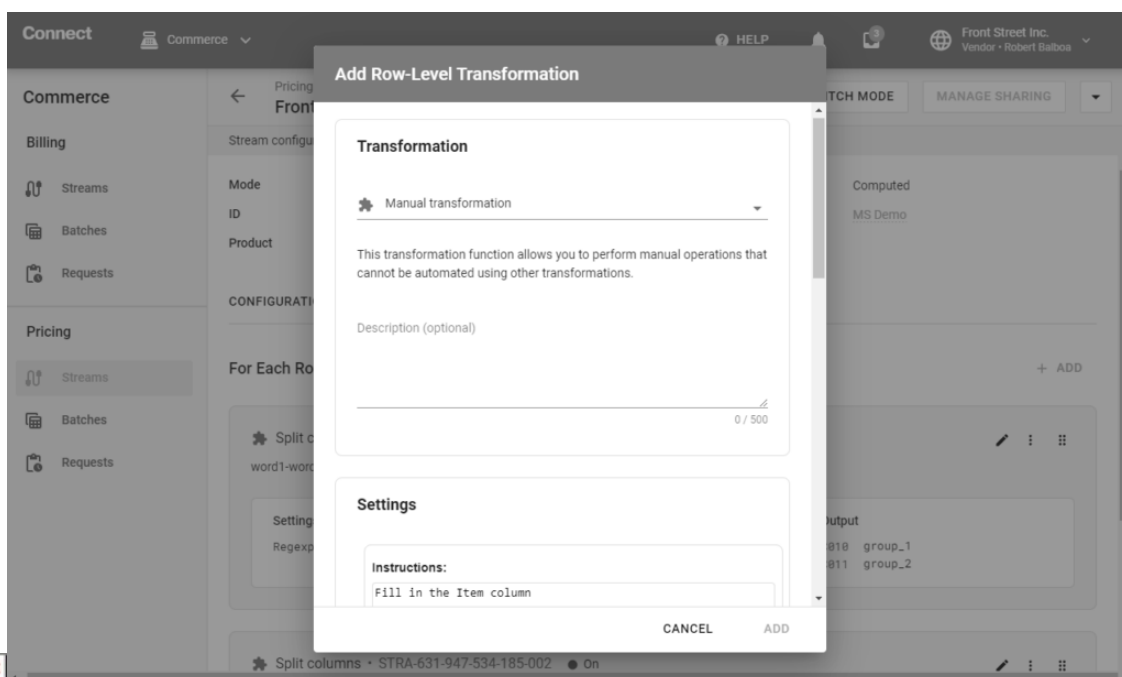 Connect
Commerce
HELP
3
Front Street Inc.
Vendor • Robert Balboa
Commerce
Billing
Streams
Batches
Requests
Pricing
Streams
Batches
Requests
Pricing
Front
TCH MODE
MANAGE SHARING
Stream configu
Mode
ID
Product
Computed
MS Demo
CONFIGURATI
For Each Ro
+ ADD
Split c
word1-word
Setting
Regexp
Output
010 group_1
011 group_2
Split columns • STRA-631-947-534-185-002 ● On
Add Row-Level Transformation
Transformation
Manual transformation
This transformation function allows you to perform manual operations that
cannot be automated using other transformations.
Description (optional)
0 / 500
Settings
Instructions:
Fill in the Item column
CANCEL
ADD